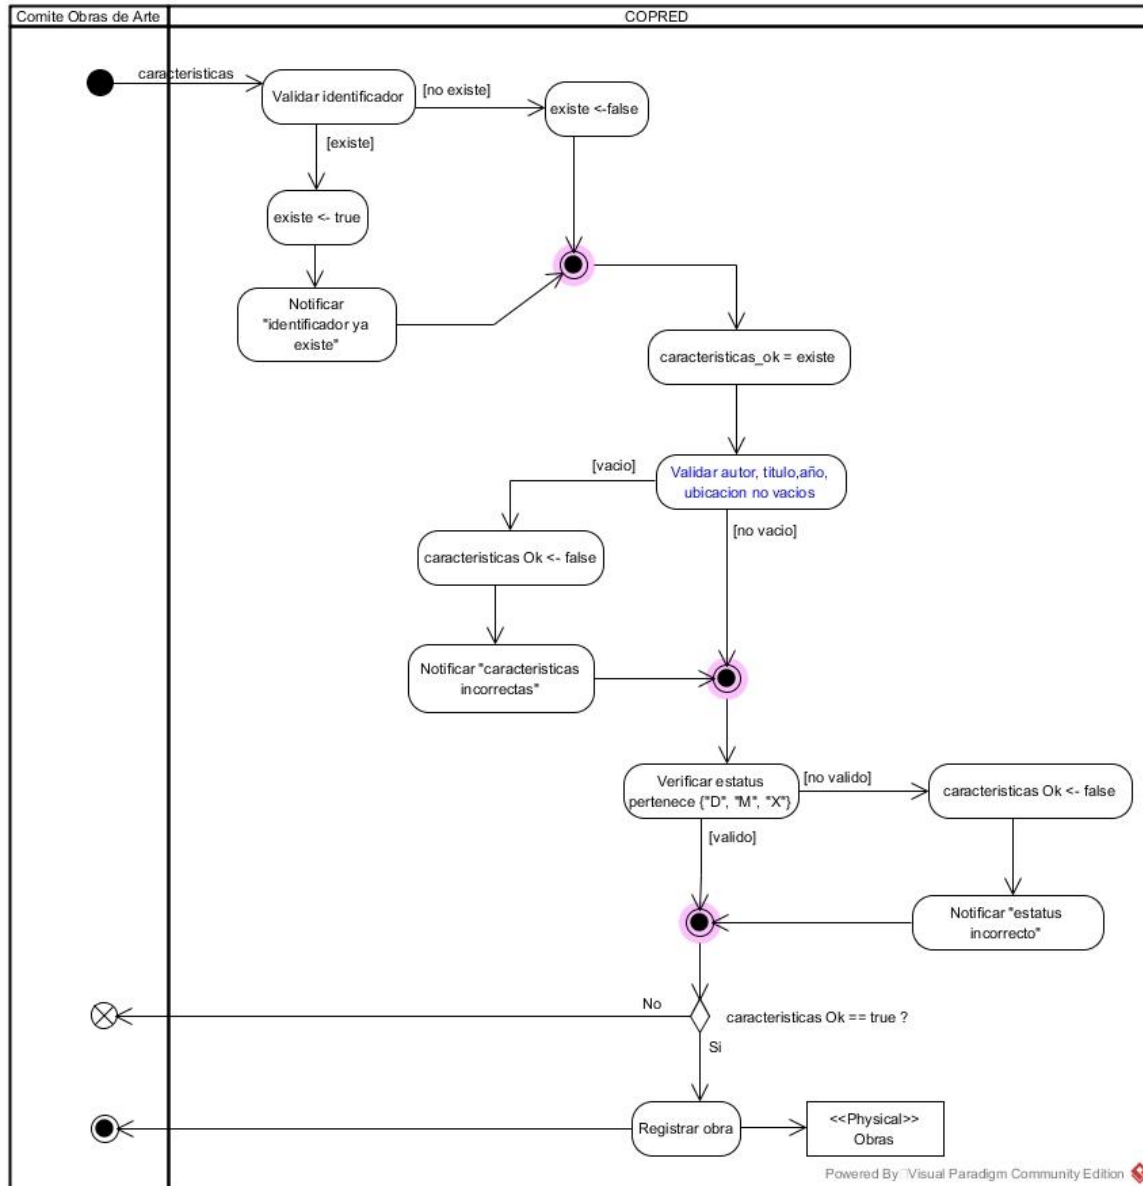 Comite Obras de Arte
COPRED
caracteristicas
Validar identificador
[no existe]
existe <-false
[existe]
existe <- true
Notificar
"identificador ya
existe"
caracteristicas_ok = existe
[vacio]
Validar autor, titulo,año,
ubicacion no vacios
[no vacio]
caracteristicas Ok <- false
Notificar "caracteristicas
incorrectas"
Verificar estatus
pertenece {"D", "M", "X"}
[no valido]
caracteristicas Ok <- false
[valido]
Notificar "estatus
incorrecto"
No
caracteristicas Ok == true ?
Si
Registrar obra
<<Physical>>
Obras
Powered By Visual Paradigm Community Edition